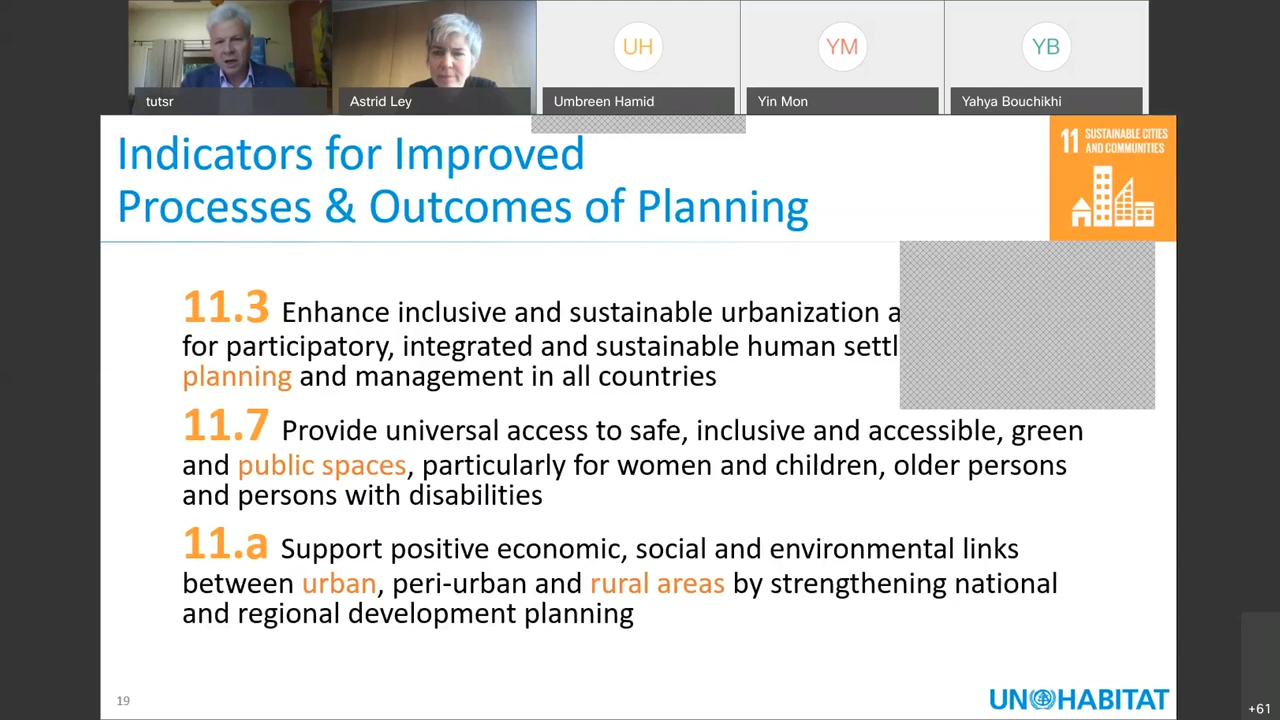 UH
YM
YB
tutsr
Astrid Ley
Umbreen Hamid
Yin Mon
Yahya Bouchikhi
Indicators for Improved
Processes & Outcomes of Planning
11 SUSTAINABLE CITIES
AND COMMUNITIES
11.3 Enhance inclusive and sustainable urbanization
for participatory, integrated and sustainable human
planning and management in all countries
11.7 Provide universal access to safe, inclusive and accessible, green
and public spaces, particularly for women and children, older persons
and persons with disabilities
11.a Support positive economic, social and environmental links
between urban, peri-urban and rural areas by strengthening national
and regional development planning
19
UN HABITAT
+61